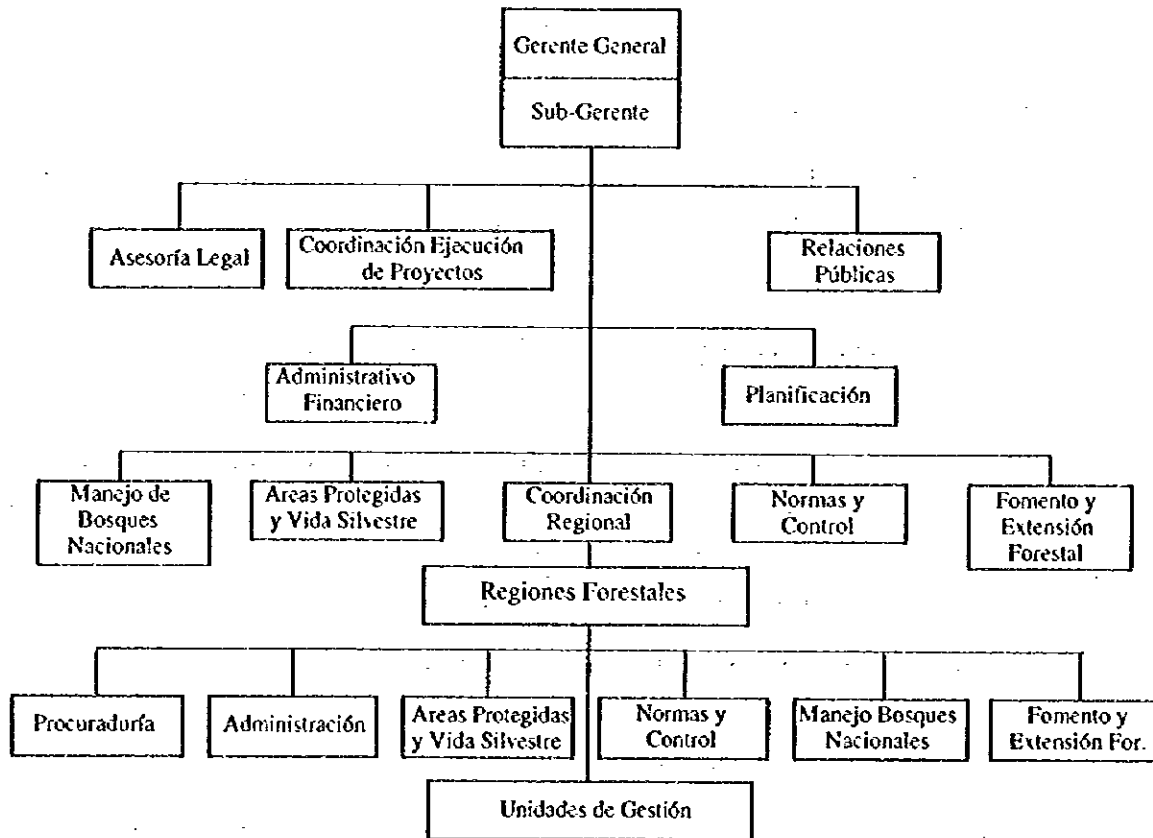 Gerente General
Sub-Gerente
Asesoría Legal
Coordinación Ejecución
de Proyectos
Relaciones
Públicas
Administrativo
Financiero
Planificación
Manejo de
Bosques
Nacionales
Areas Protegidas
y Vida Silvestre
Coordinación
Regional
Normas y
Control
Fomento y
Extensión
Forestal
Regiones Forestales
Procuraduría
Administración
Areas Protegidas
y Vida Silvestre
Normas y
Control
Manejo Bosques
Nacionales
Fomento y
Extensión For.
Unidades de Gestión